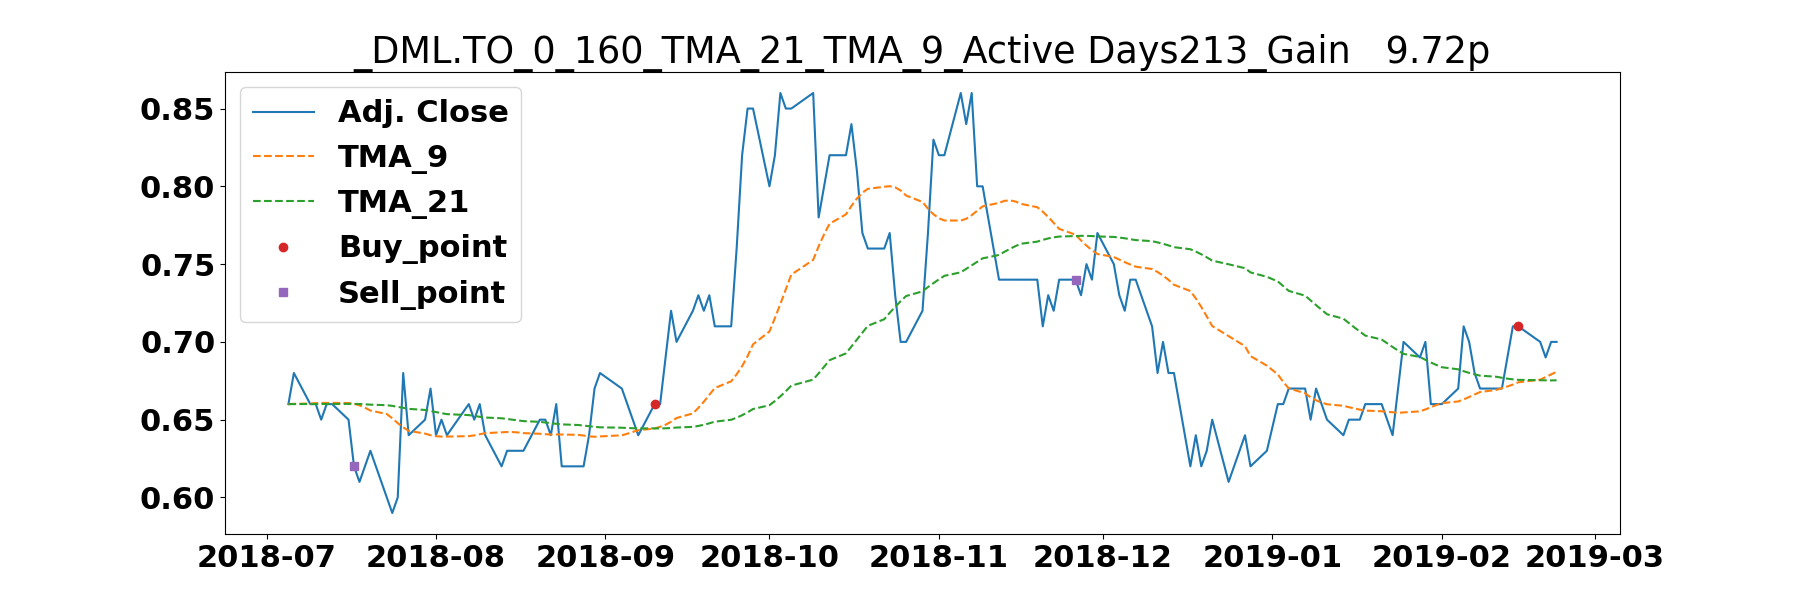 _DML.TO_0_160_TMA_21_TMA_9_Active Days213_Gain   9.72p
0.85
0.80
0.75
0.70
0.65
0.60
Adj. Close
TMA_9
TMA_21
Buy_point
Sell_point
2018-07 2018-08 2018-09 2018-10 2018-11 2018-12 2019-01 2019-02 2019-03